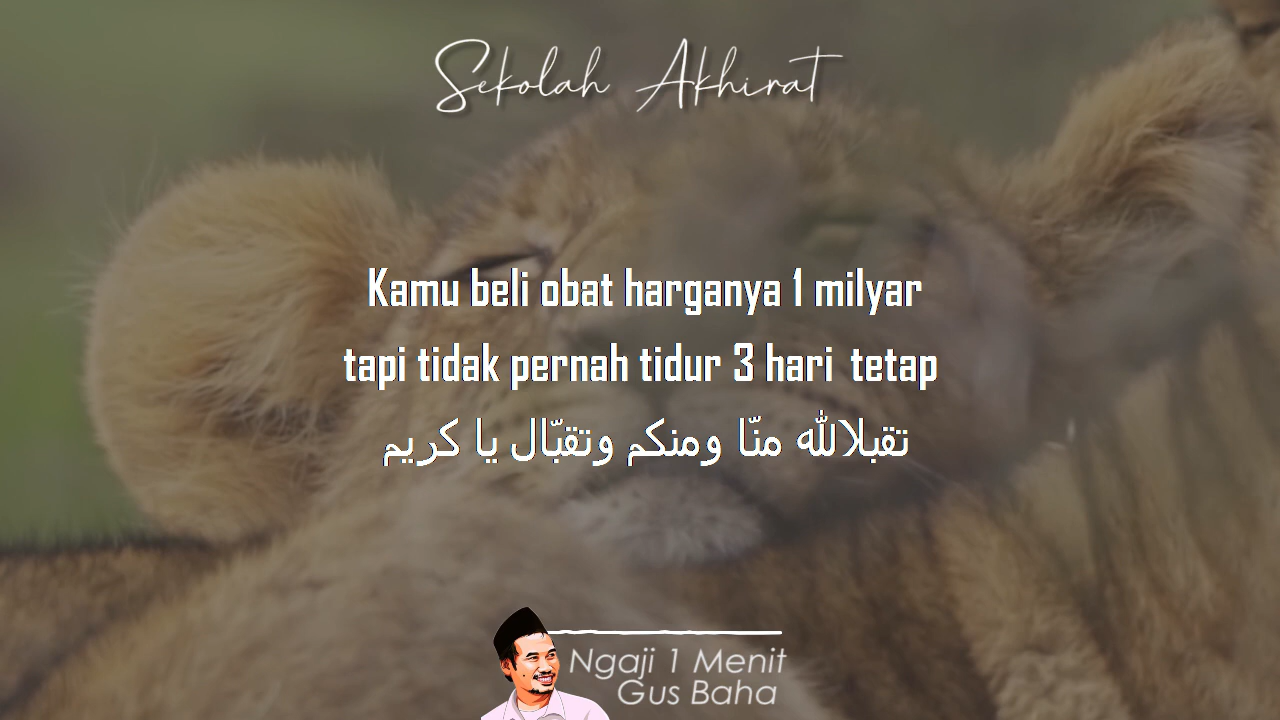 Sekolah Akhirat
Kamu beli obat harganya 1 milyar
tapi tidak pernah tidur 3 hari tetap
تقبلالله منّا ومنكم وتقبّال يا كريم
Ngaji 1 Menit
Gus Baha